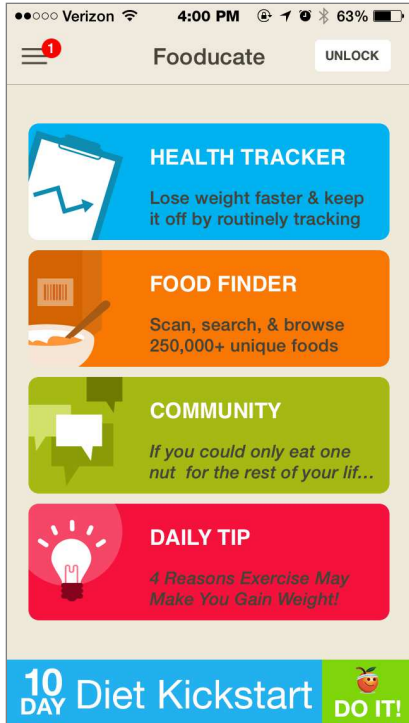 Verizon 4:00 PM 63%
1
Fooducate UNLOCK
HEALTH TRACKER
Lose weight faster & keep
it off by routinely tracking
FOOD FINDER
Scan, search, & browse
250,000+ unique foods
COMMUNITY
If you could only eat one
nut for the rest of your lif...
DAILY TIP
4 Reasons Exercise May
Make You Gain Weight!
10
DAY Diet Kickstart DO IT!